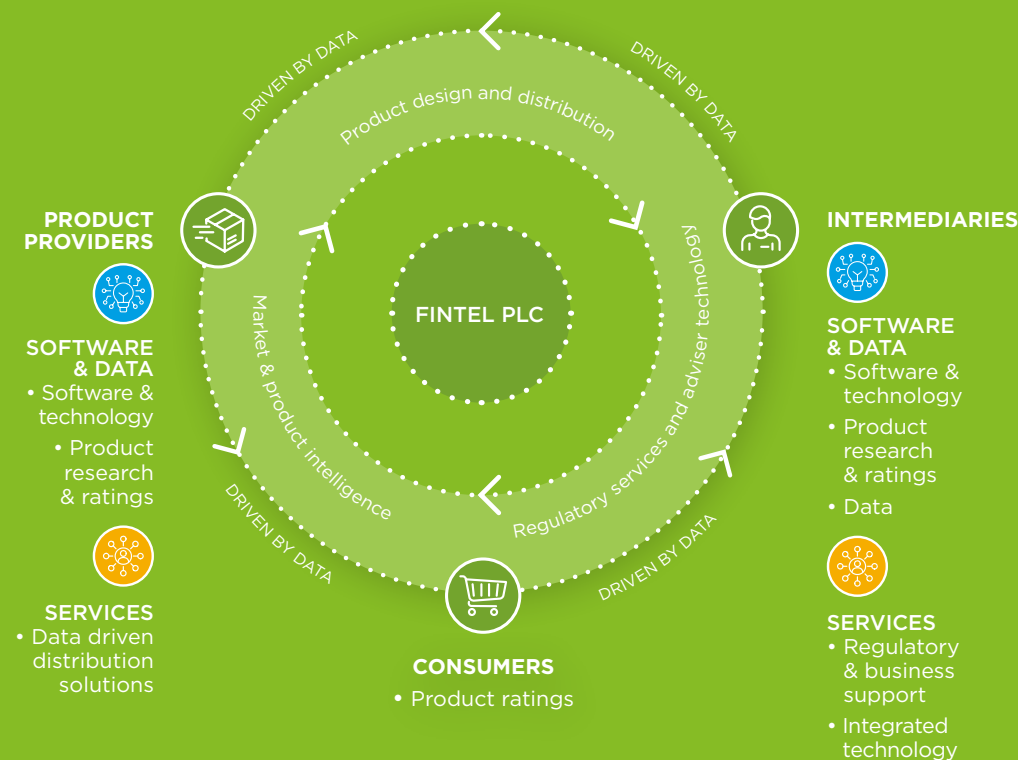 DRIVEN BY DATA
DRIVEN BY DATA
Product design and distribution
PRODUCT
PROVIDERS
SOFTWARE
& DATA
• Software &
technology
• Product
research
& ratings
SERVICES
• Data driven
distribution
solutions
Market & product intelligence
FINTEL PLC
Regulatory services and adviser technology
DRIVEN BY DATA
DRIVEN BY DATA
CONSUMERS
• Product ratings
INTERMEDIARIES
SOFTWARE
& DATA
• Software &
technology
• Product
research
& ratings
• Data
SERVICES
• Regulatory
& business
support
• Integrated
technology